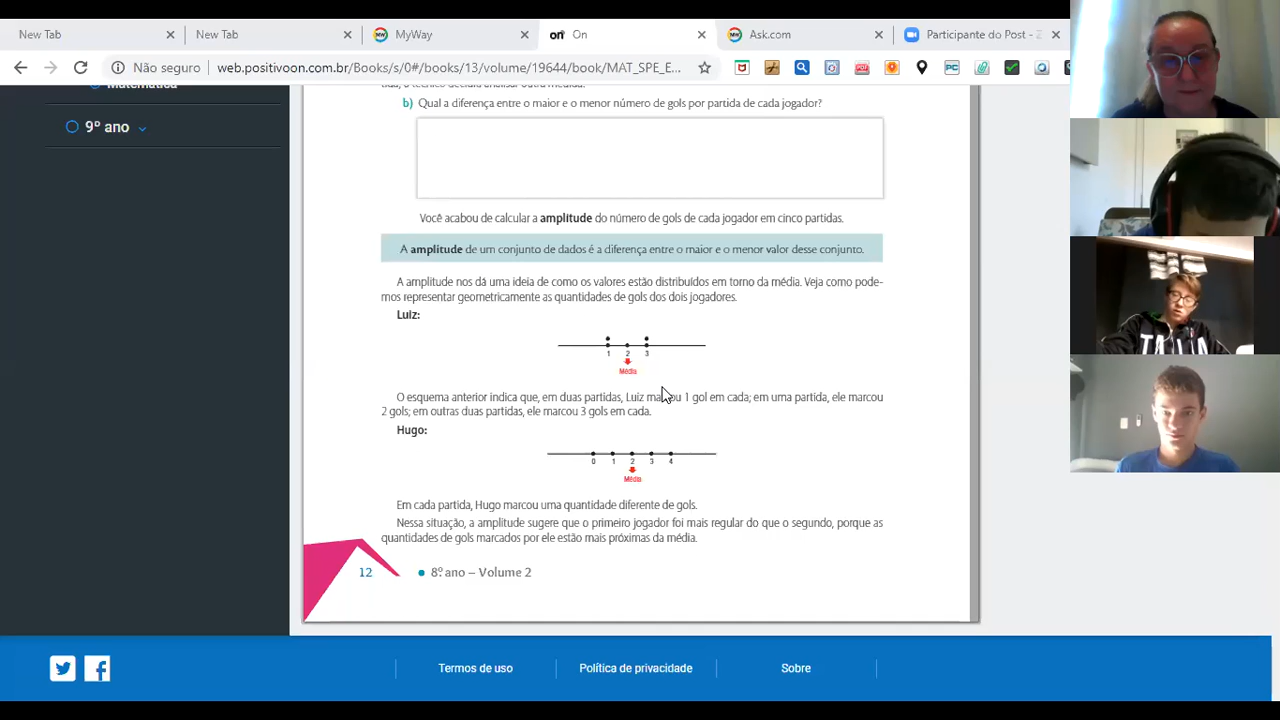 New Tab
New Tab
MyWay
On
Ask.com
Participante do Post - Z
Não seguro
web.positivoon.com.br/Books/s/0#/books/13/volume/19644/book/MAT_SPE_E...
Matemática
9º ano
tida, o técnico decidiu analisar outra medida.
b) Qual a diferença entre o maior e o menor número de gols por partida de cada jogador?
Você acabou de calcular a amplitude do número de gols de cada jogador em cinco partidas.
A amplitude de um conjunto de dados é a diferença entre o maior e o menor valor desse conjunto.
A amplitude nos dá uma ideia de como os valores estão distribuídos em torno da média. Veja como pode-
mos representar geometricamente as quantidades de gols dos dois jogadores.
Luiz:
1 2 3
Média
O esquema anterior indica que, em duas partidas, Luiz marcou 1 gol em cada; em uma partida, ele marcou
2 gols; em outras duas partidas, ele marcou 3 gols em cada.
Hugo:
0 1 2 3 4
Média
Em cada partida, Hugo marcou uma quantidade diferente de gols.
Nessa situação, a amplitude sugere que o primeiro jogador foi mais regular do que o segundo, porque as
quantidades de gols marcados por ele estão mais próximas da média.
12
8º. ano – Volume 2
Termos de uso
Política de privacidade
Sobre